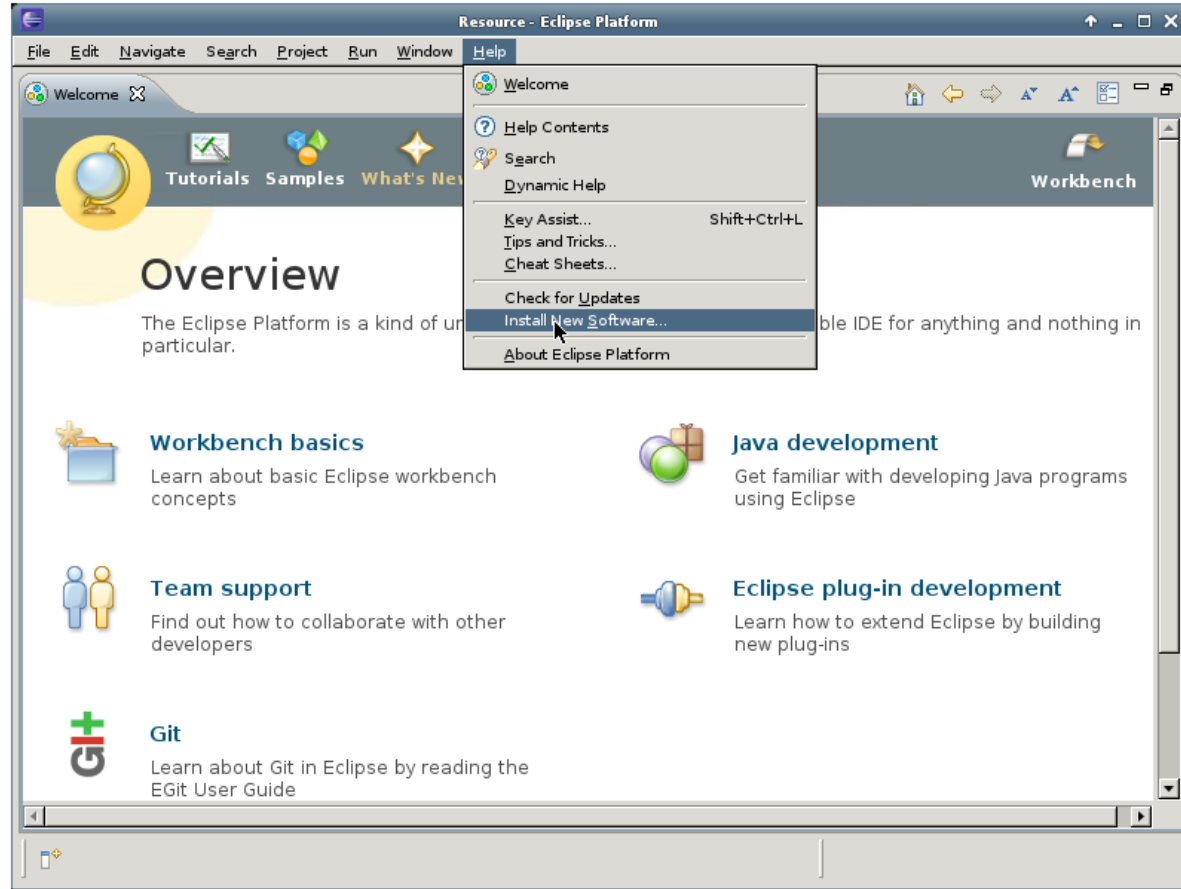 Resource - Eclipse Platform
File Edit Navigate Search Project Run Window Help
Welcome
Welcome
Help Contents
Search
Dynamic Help
Key Assist... Shift+Ctrl+L
Tips and Tricks...
Cheat Sheets...
Check for Updates
Install New Software...
About Eclipse Platform
Tutorials Samples What's New Workbench
Overview
The Eclipse Platform is a kind of ble IDE for anything and nothing in
particular.
Workbench basics
Learn about basic Eclipse workbench
concepts
Java development
Get familiar with developing Java programs
using Eclipse
Team support
Find out how to collaborate with other
developers
Eclipse plug-in development
Learn how to extend Eclipse by building
new plug-ins
GIt
Git
Learn about Git in Eclipse by reading the
EGit User Guide